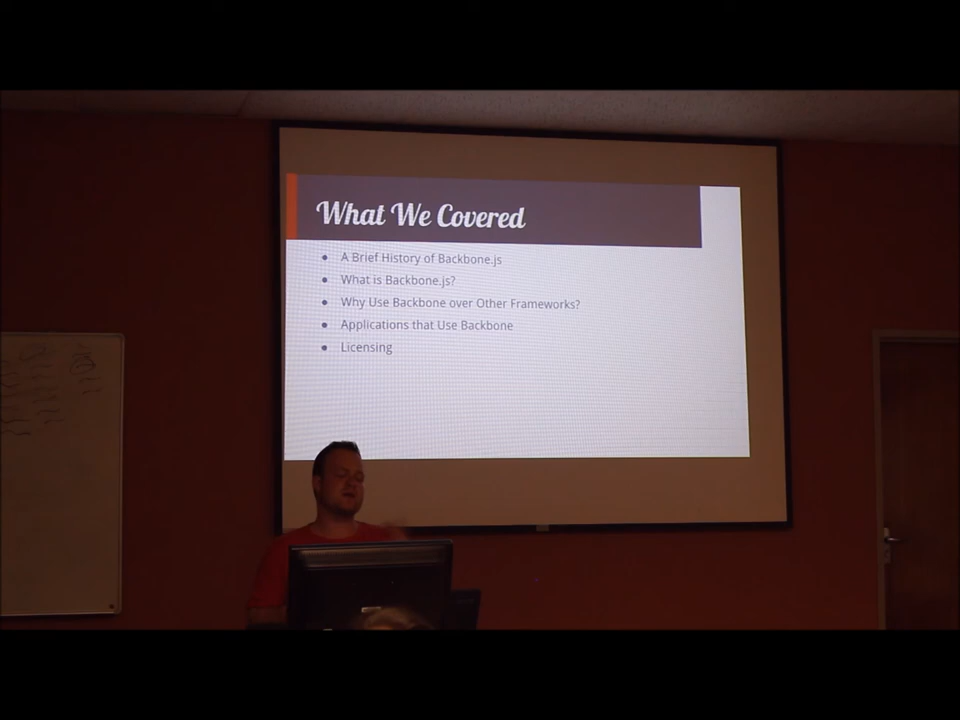 What We Covered
A Brief History of Backbone.js
What is Backbone.js?
Why Use Backbone over Other Frameworks?
Applications that Use Backbone
Licensing